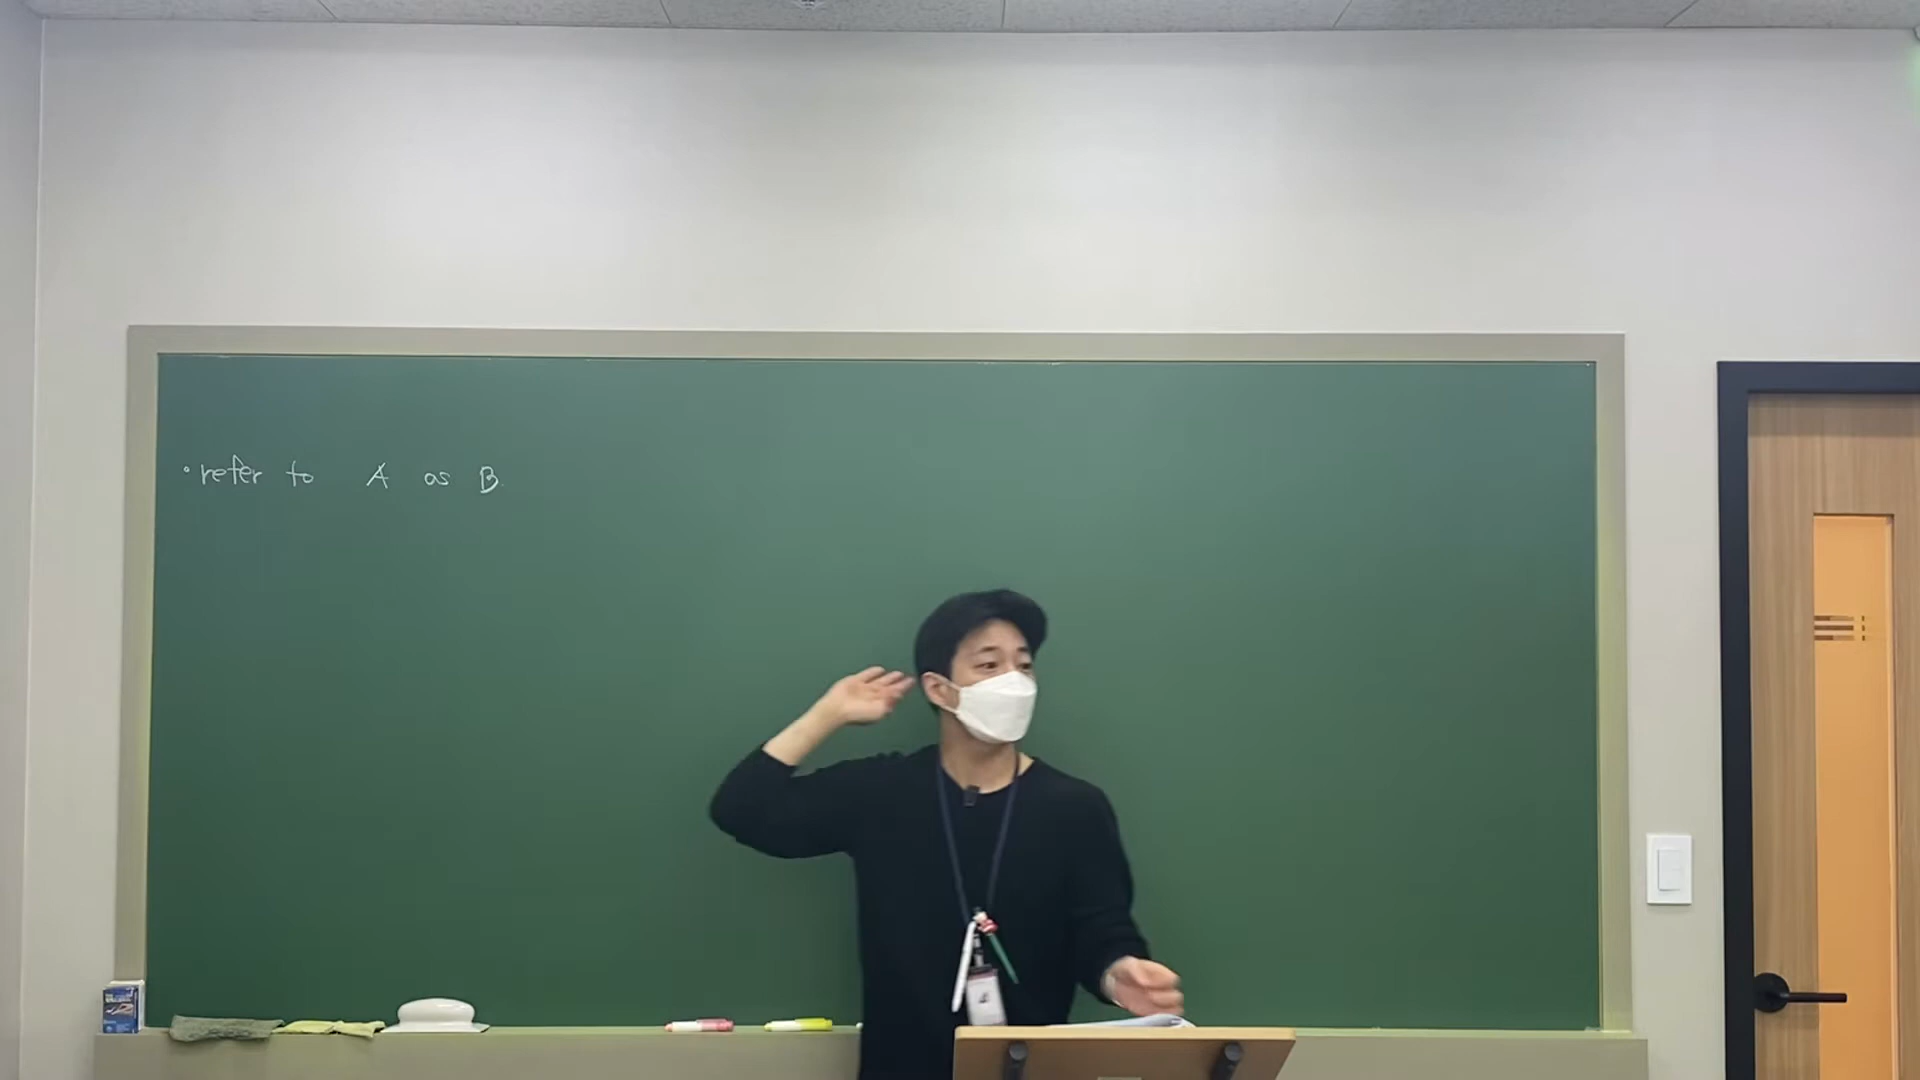 • refer to A as B